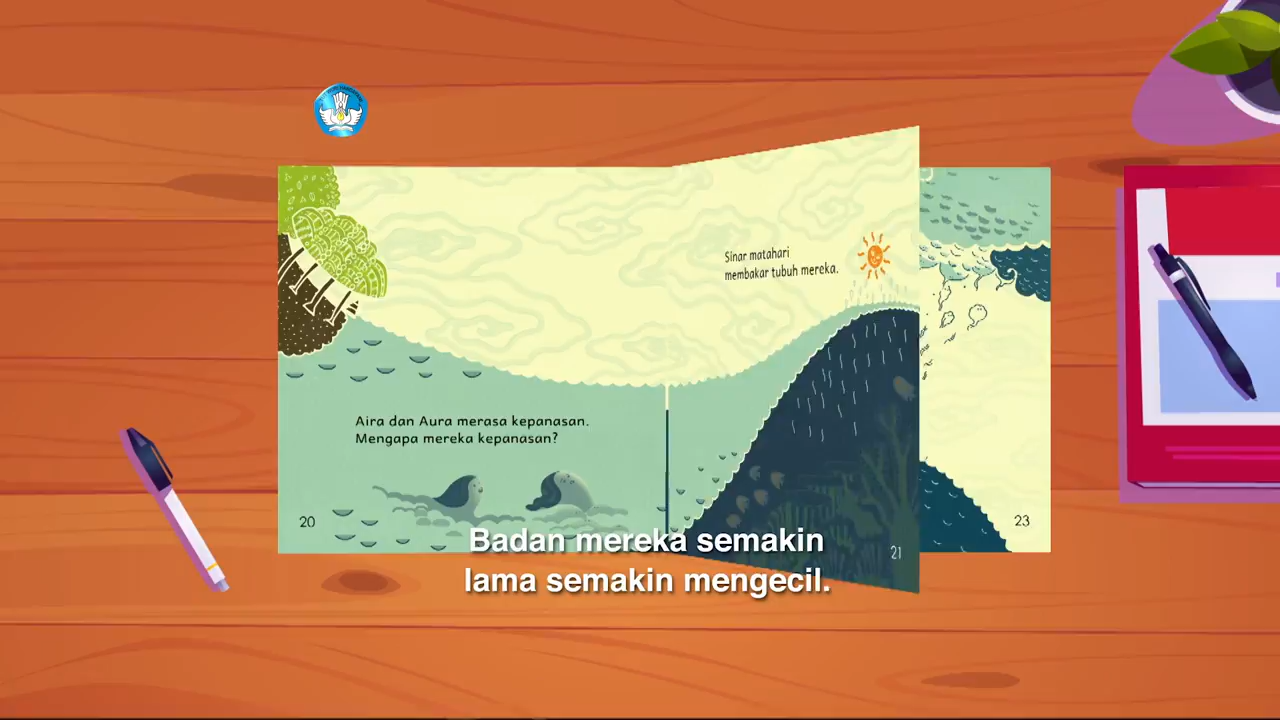 Sinar matahari
membakar tubuh mereka.
Aira dan Aura merasa kepanasan.
Mengapa mereka kepanasan?
20
21
23
Badan mereka semakin
lama semakin mengecil.